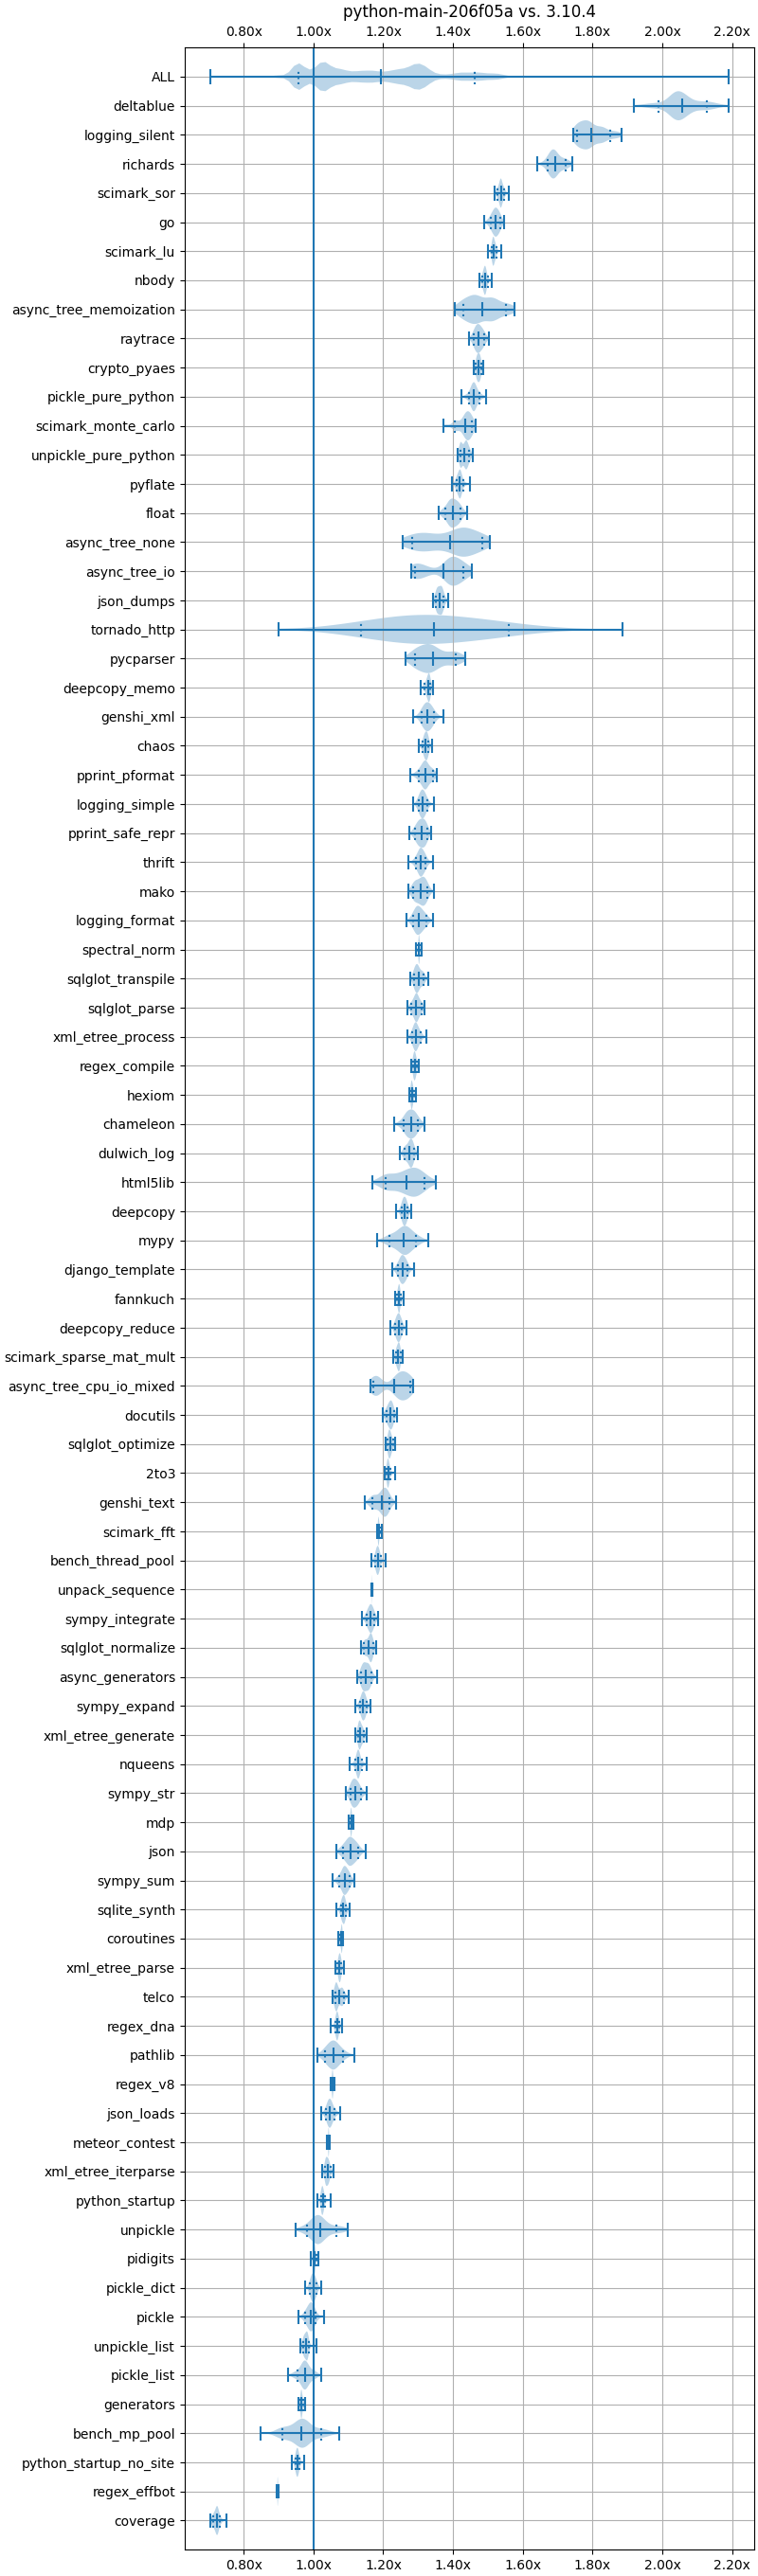 python-main-206f05a vs. 3.10.4
0.80x 1.00x 1.20x 1.40x 1.60x 1.80x 2.00x 2.20x
ALL
deltablue
logging_silent
richards
scimark_sor
go
scimark_lu
nbody
async_tree_memoization
raytrace
crypto_pyaes
pickle_pure_python
scimark_monte_carlo
unpickle_pure_python
pyflate
float
async_tree_none
async_tree_io
json_dumps
tornado_http
pycparser
deepcopy_memo
genshi_xml
chaos
pprint_pformat
logging_simple
pprint_safe_repr
thrift
mako
logging_format
spectral_norm
sqlglot_transpile
sqlglot_parse
xml_etree_process
regex_compile
hexiom
chameleon
dulwich_log
html5lib
deepcopy
mypy
django_template
fannkuch
deepcopy_reduce
scimark_sparse_mat_mult
async_tree_cpu_io_mixed
docutils
sqlglot_optimize
2to3
genshi_text
scimark_fft
bench_thread_pool
unpack_sequence
sympy_integrate
sqlglot_normalize
async_generators
sympy_expand
xml_etree_generate
nqueens
sympy_str
mdp
json
sympy_sum
sqlite_synth
coroutines
xml_etree_parse
telco
regex_dna
pathlib
regex_v8
json_loads
meteor_contest
xml_etree_iterparse
python_startup
unpickle
pidigits
pickle_dict
pickle
unpickle_list
pickle_list
generators
bench_mp_pool
python_startup_no_site
regex_effbot
coverage
0.80x 1.00x 1.20x 1.40x 1.60x 1.80x 2.00x 2.20x